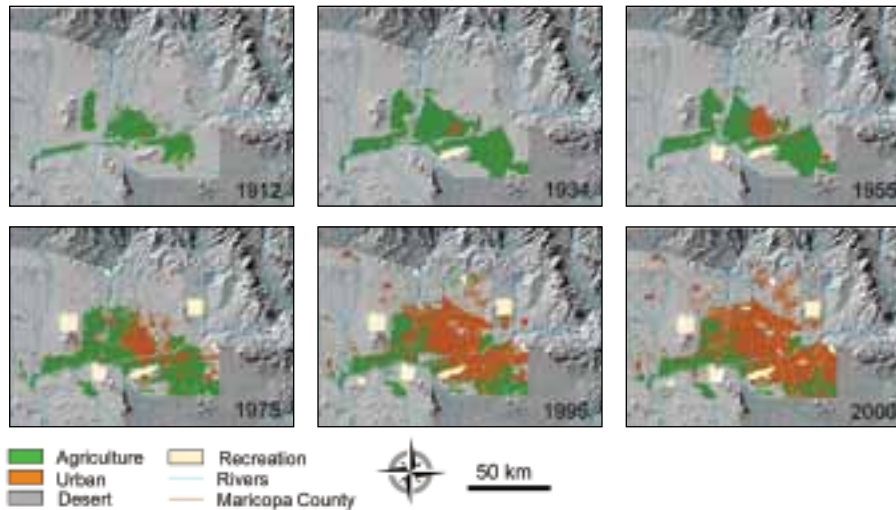 1912
1934
1955
1975
1995
2000
Agriculture
Recreation
Urban
Rivers
Desert
Maricopa County
50 km